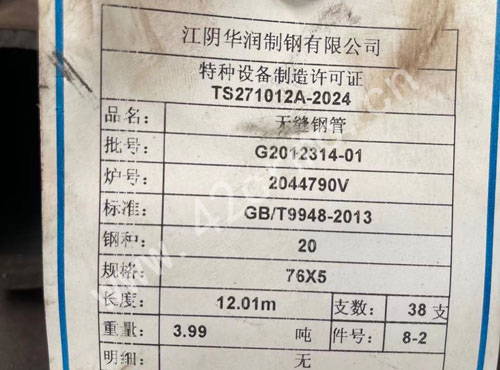 江阴华润制钢有限公司
特种设备制造许可证
TS271012A-2024
品名: 无缝钢管
批号: G2012314-01
炉号: 2044790V
标准: GB/T9948-2013
钢种: 20
规格: 76X5
长度: 12.01m 支数: 38 支
重量: 3.99 吨 件号: 8-2
明细: 无